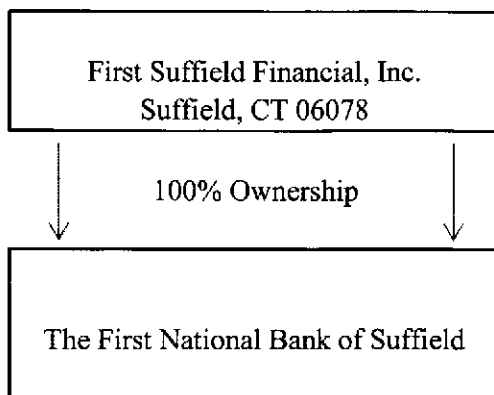 First Suffield Financial, Inc.
Suffield, CT 06078
100% Ownership
The First National Bank of Suffield